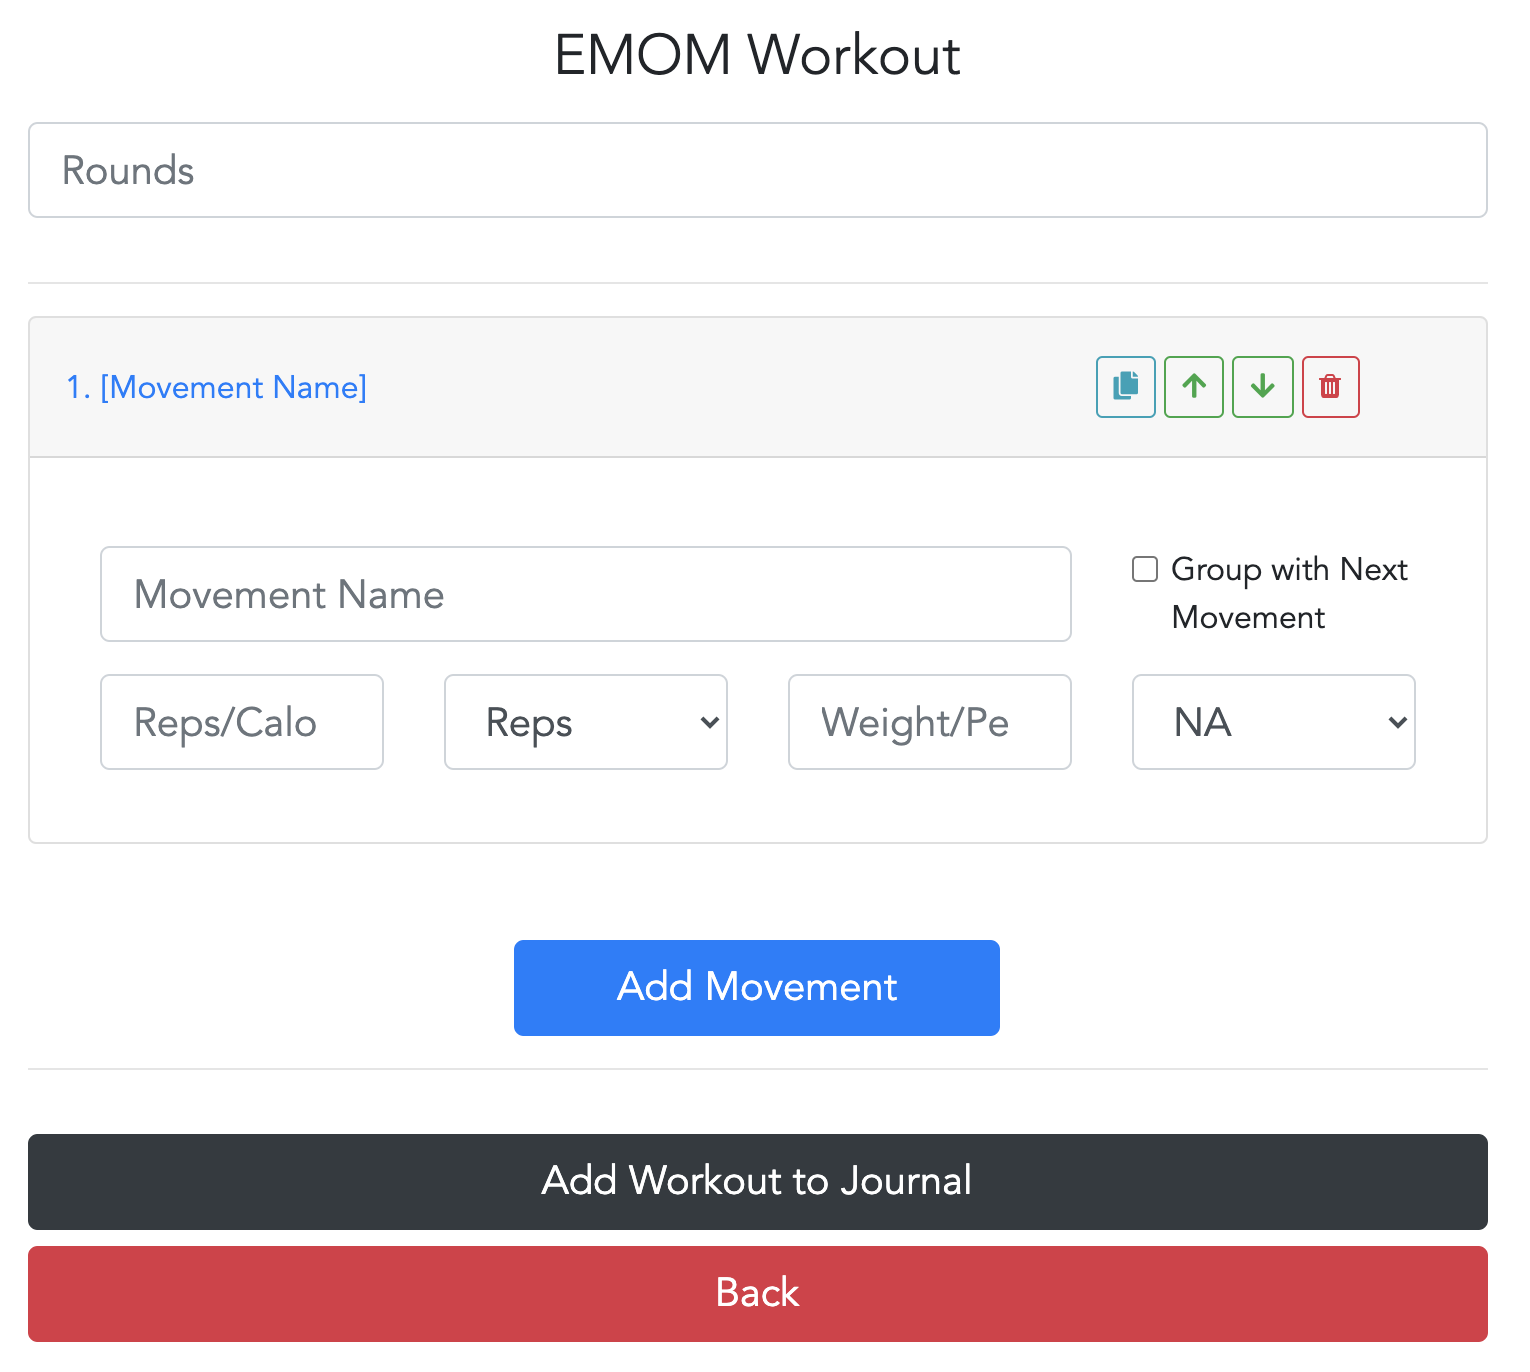 EMOM Workout
Rounds
1. [Movement Name]
Movement Name
Group with Next
Movement
Reps/Calo
Reps
Weight/Pe
NA
Add Movement
Add Workout to Journal
Back